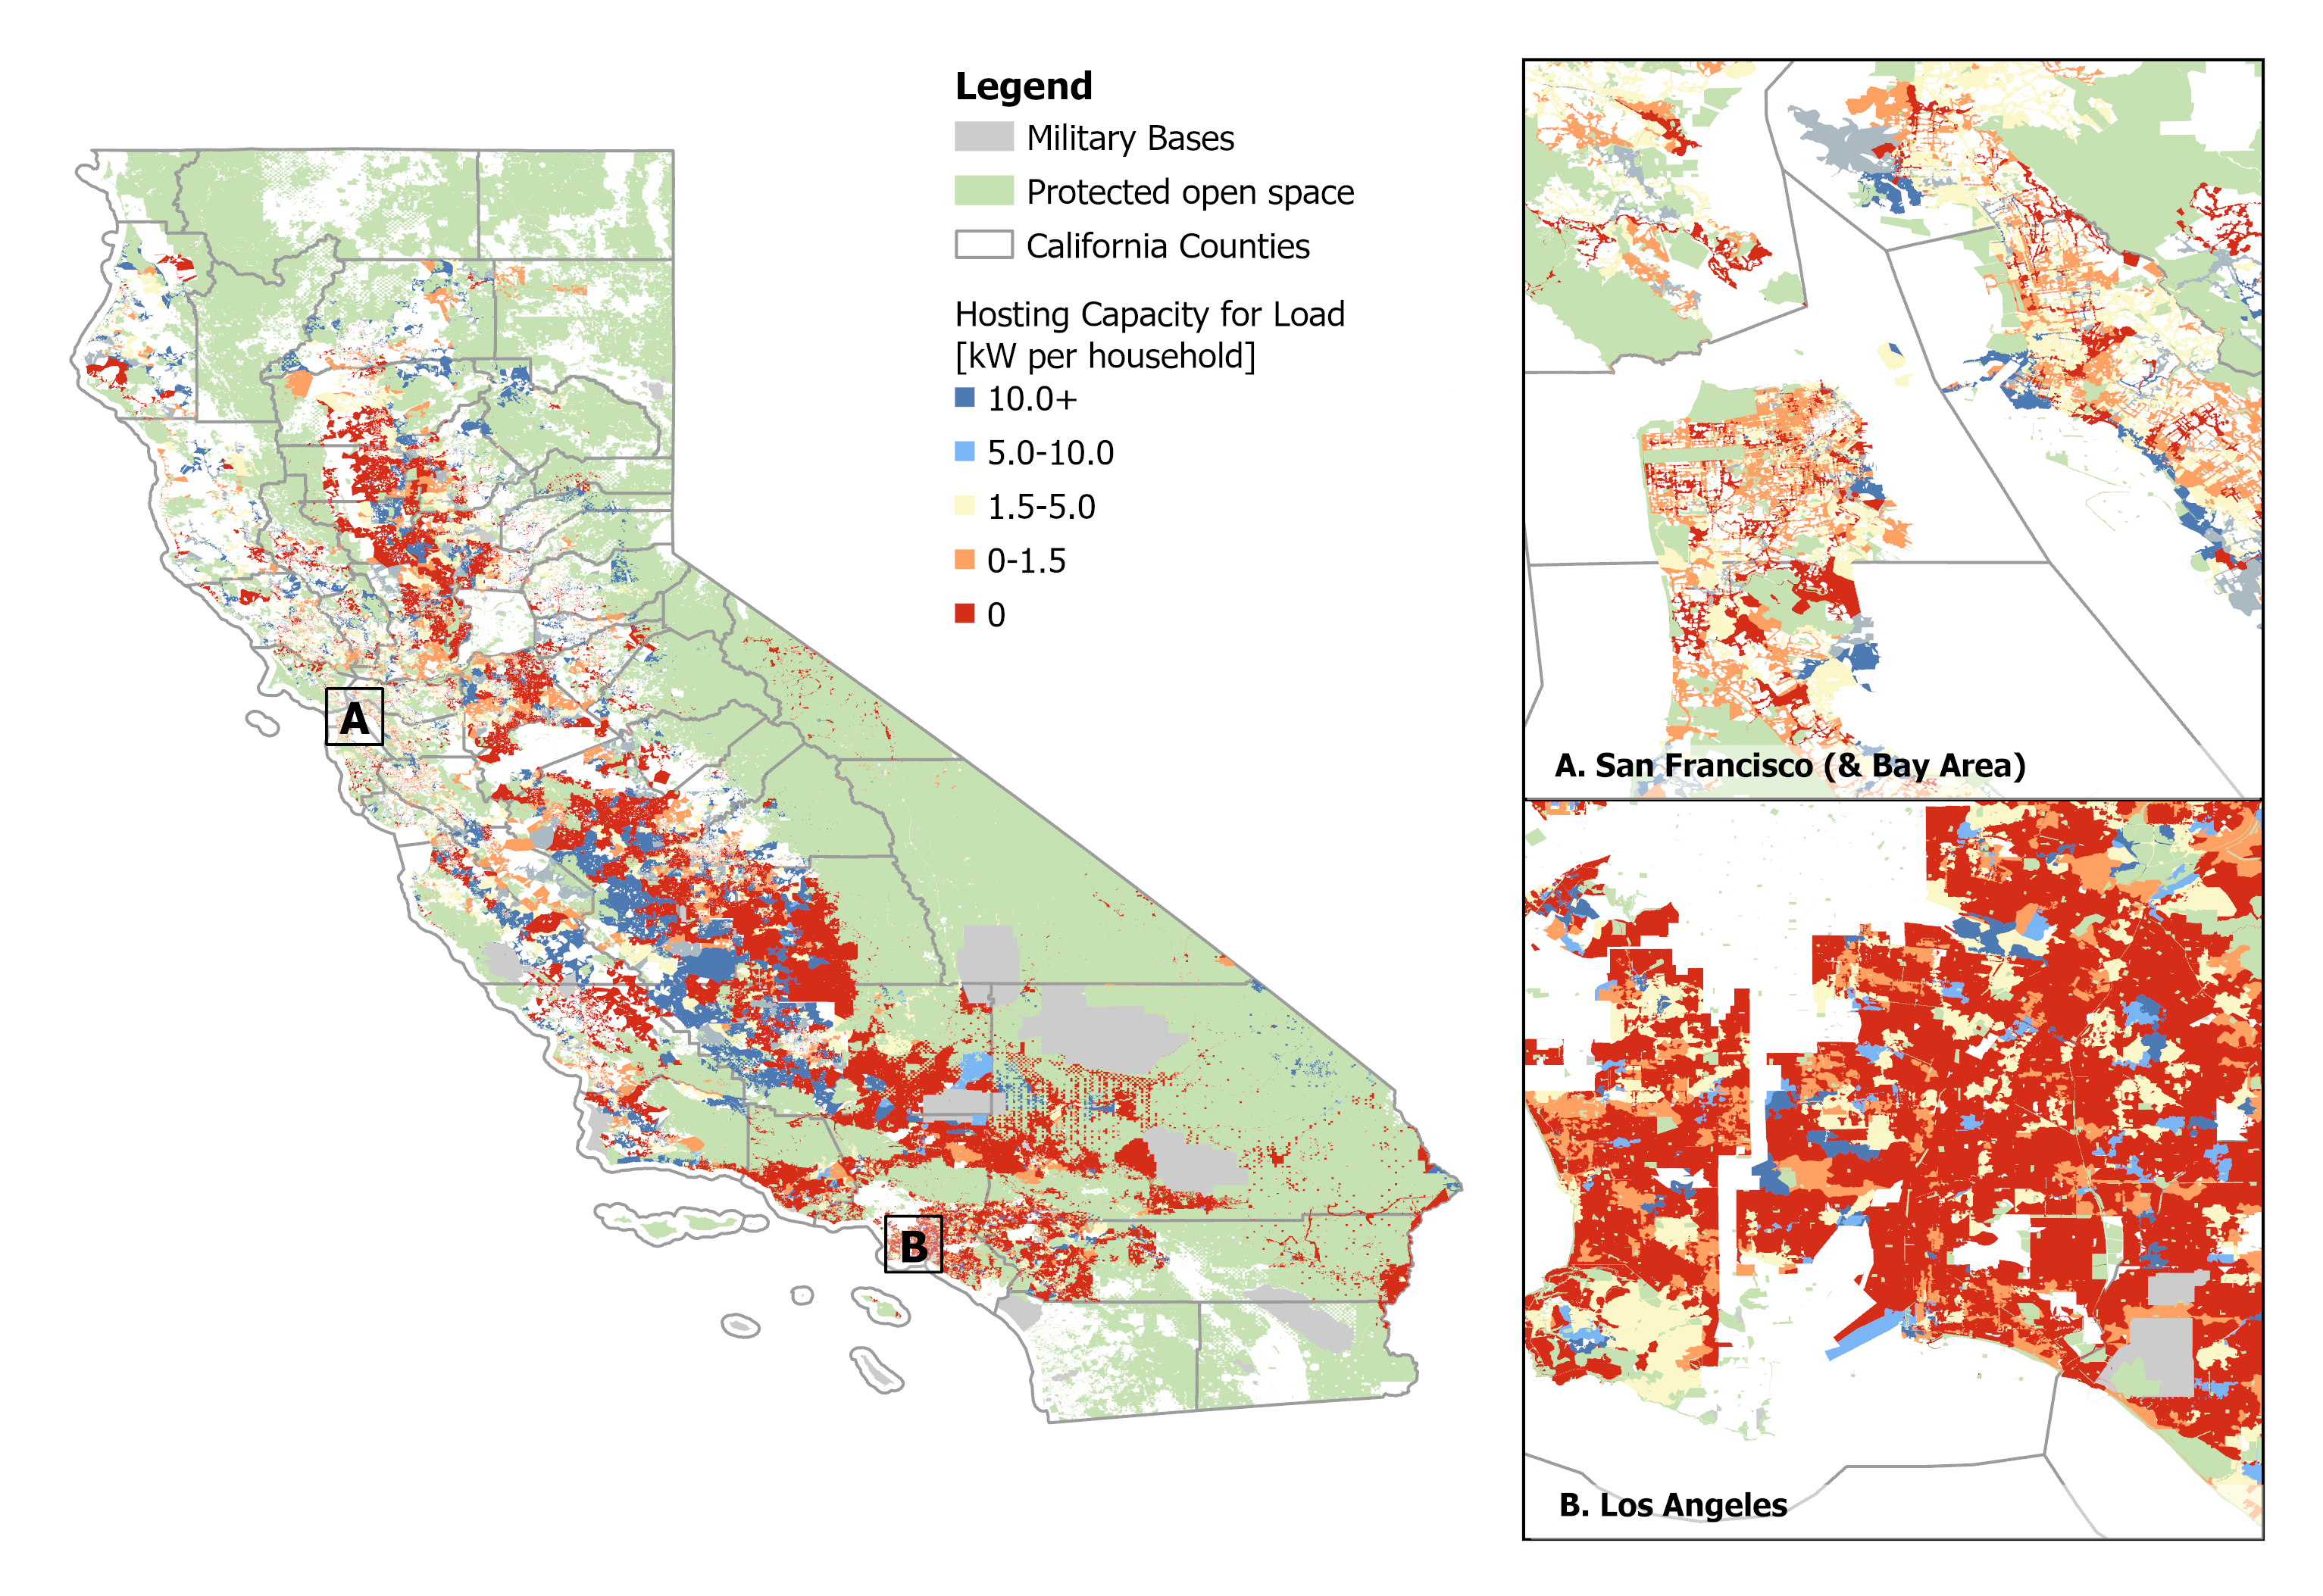 Legend
Military Bases
Protected open space
California Counties
Hosting Capacity for Load
[kW per household]
10.0+
5.0-10.0
1.5-5.0
0-1.5
0
A
B
A. San Francisco (& Bay Area)
B. Los Angeles